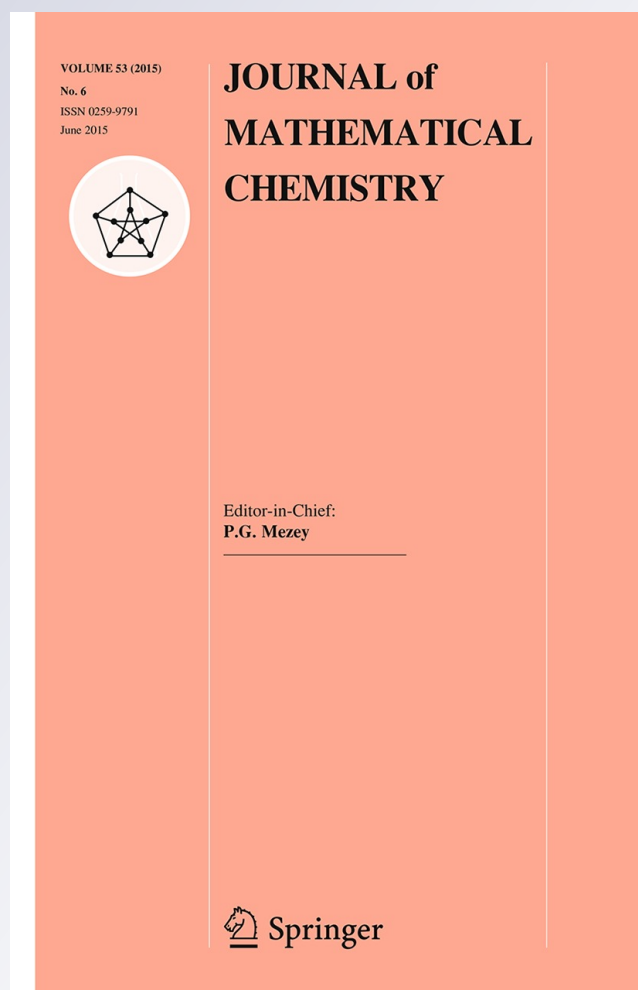 VOLUME 53 (2015)
No. 6
ISSN 0259-9791
June 2015
JOURNAL of
MATHEMATICAL
CHEMISTRY
Editor-in-Chief:
P.G. Mezey
Springer